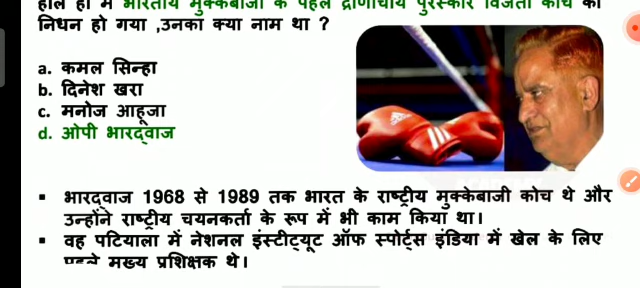 हाल ही में भारतीय मुक्केबाजी के पहले द्रोणाचार्य पुरस्कार विजेता कोच का
निधन हो गया ,उनका क्या नाम था ?
a. कमल सिन्हा
b. दिनेश खरा
c. मनोज आहूजा
d. ओपी भारद्वाज
▪ भारद्वाज 1968 से 1989 तक भारत के राष्ट्रीय मुक्केबाजी कोच थे और
उन्होंने राष्ट्रीय चयनकर्ता के रूप में भी काम किया था।
▪ वह पटियाला में नेशनल इंस्टीट्यूट ऑफ स्पोर्ट्स इंडिया में खेल के लिए
पहले मुख्य प्रशिक्षक थे।